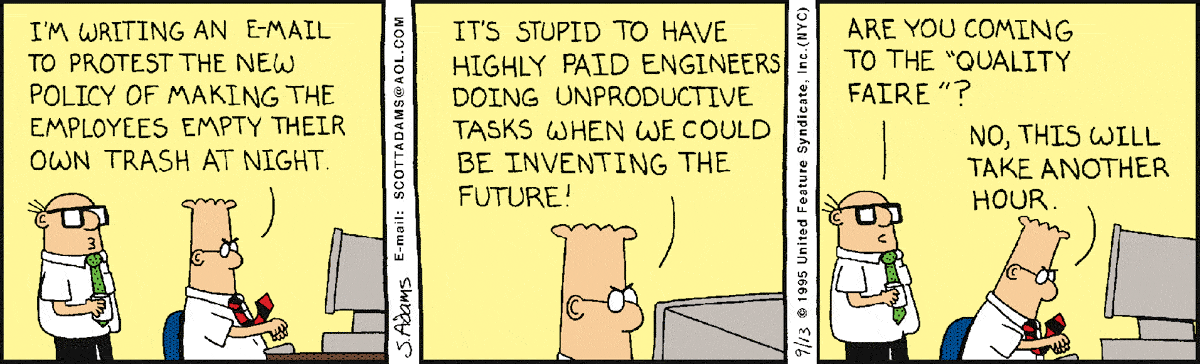 I'M WRITING AN E-MAIL
TO PROTEST THE NEW
POLICY OF MAKING THE
EMPLOYEES EMPTY THEIR
OWN TRASH AT NIGHT.
S. Adams E-mail: SCOTTADAMS@AOL.COM
IT'S STUPID TO HAVE
HIGHLY PAID ENGINEERS
DOING UNPRODUCTIVE
TASKS WHEN WE COULD
BE INVENTING THE
FUTURE!
9/13 © 1995 United Feature Syndicate, Inc.(NYC)
ARE YOU COMING
TO THE "QUALITY
FAIRE"?
NO, THIS WILL
TAKE ANOTHER
HOUR.